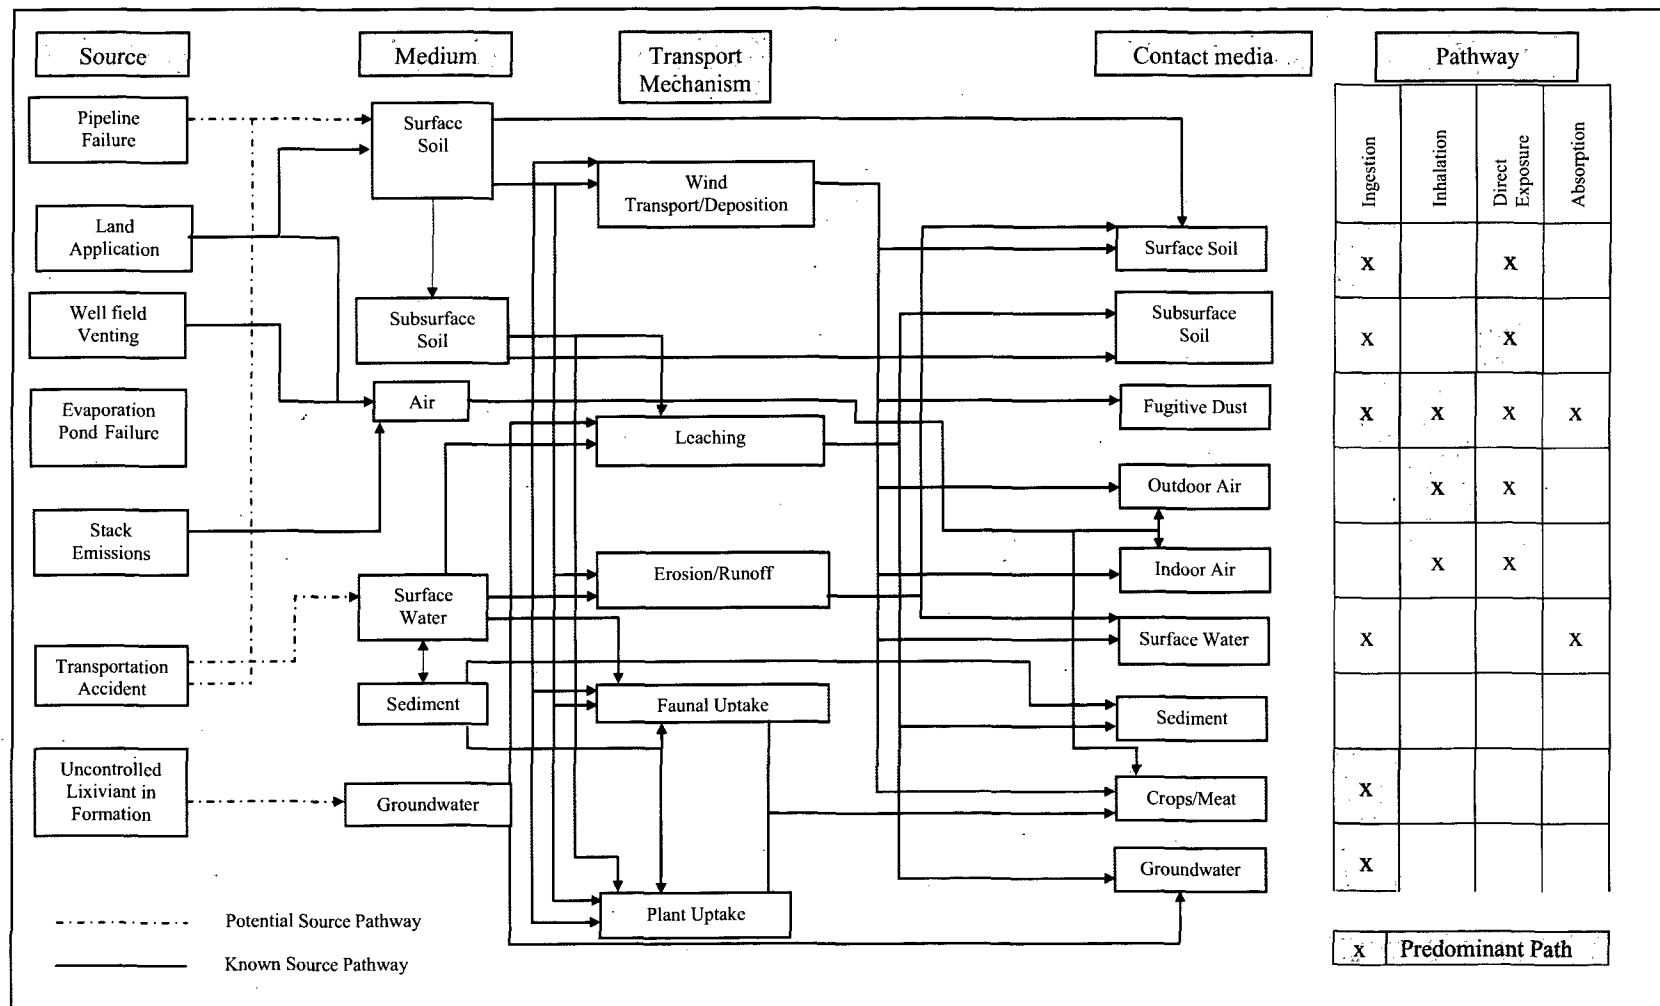 Source
Medium
Transport
Mechanism
Contact media
Pathway
Pipeline
Failure
Land
Application
Well field
Venting
Evaporation
Pond Failure
Stack
Emissions
Transportation
Accident
Uncontrolled
Lixiviant in
Formation
Surface
Soil
Subsurface
Soil
Air
Surface
Water
Sediment
Groundwater
Wind
Transport/Deposition
Leaching
Erosion/Runoff
Faunal Uptake
Plant Uptake
Surface Soil
Subsurface
Soil
Fugitive Dust
Outdoor Air
Indoor Air
Surface Water
Sediment
Crops/Meat
Groundwater
Ingestion
Inhalation
Direct
Exposure
Absorption
x x
x x
x x x x
x x
x x
x x
x
x
Potential Source Pathway
Known Source Pathway
x Predominant Path